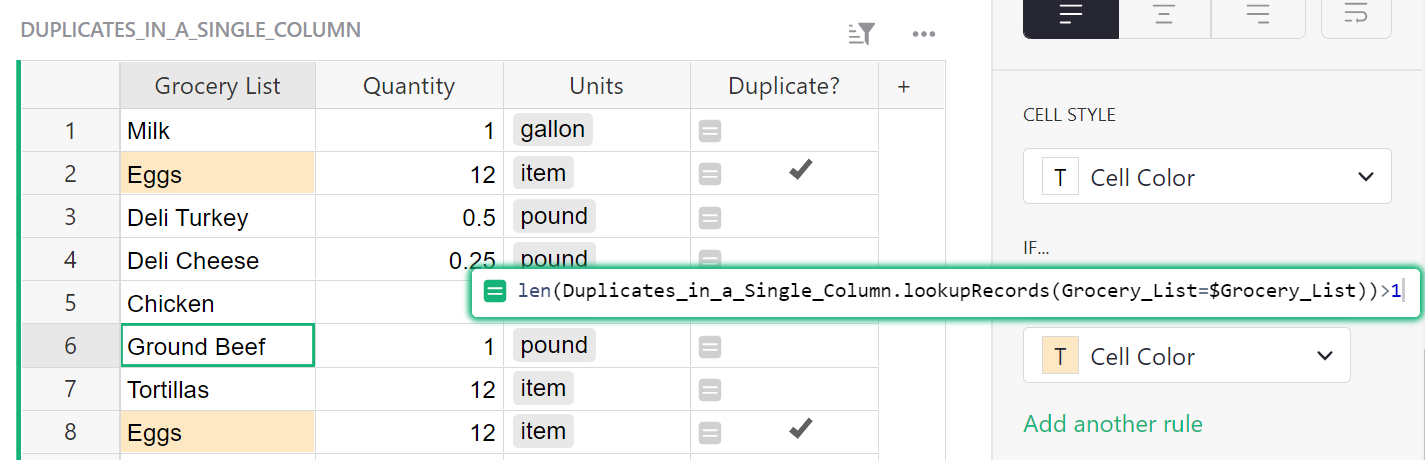 DUPLICATES_IN_A_SINGLE_COLUMN
Grocery List Quantity Units Duplicate? +
1 Milk 1 gallon
2 Eggs 12 item
3 Deli Turkey 0.5 pound
4 Deli Cheese 0.25 pound
5 Chicken
6 Ground Beef 1 pound
7 Tortillas 12 item
8 Eggs 12 item
CELL STYLE
T Cell Color
IF...
len(Duplicates_in_a_Single_Column.lookupRecords(Grocery_List=$Grocery_List))>1
T Cell Color
Add another rule